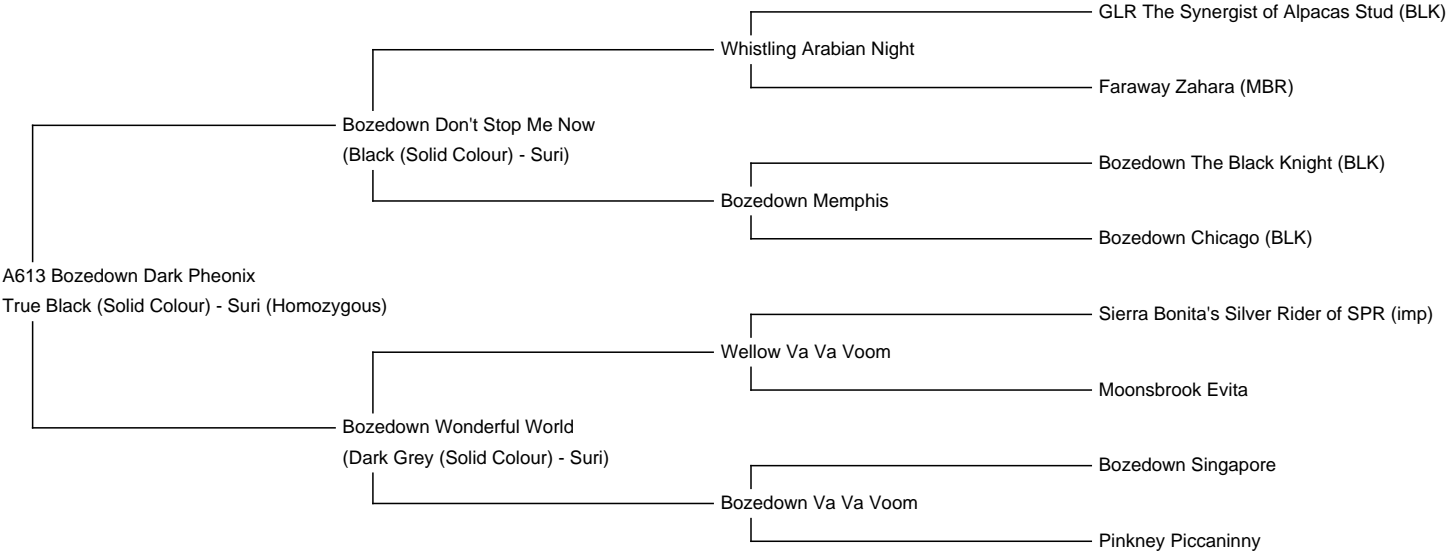 GLR The Synergist of Alpacas Stud (BLK)
Whistling Arabian Night
Faraway Zahara (MBR)
Bozedown Don't Stop Me Now
(Black (Solid Colour) - Suri)
Bozedown The Black Knight (BLK)
Bozedown Memphis
Bozedown Chicago (BLK)
A613 Bozedown Dark Pheonix
True Black (Solid Colour) - Suri (Homozygous)
Sierra Bonita's Silver Rider of SPR (imp)
Wellow Va Va Voom
Moonsbrook Evita
Bozedown Wonderful World
(Dark Grey (Solid Colour) - Suri)
Bozedown Singapore
Bozedown Va Va Voom
Pinkney Piccaninny